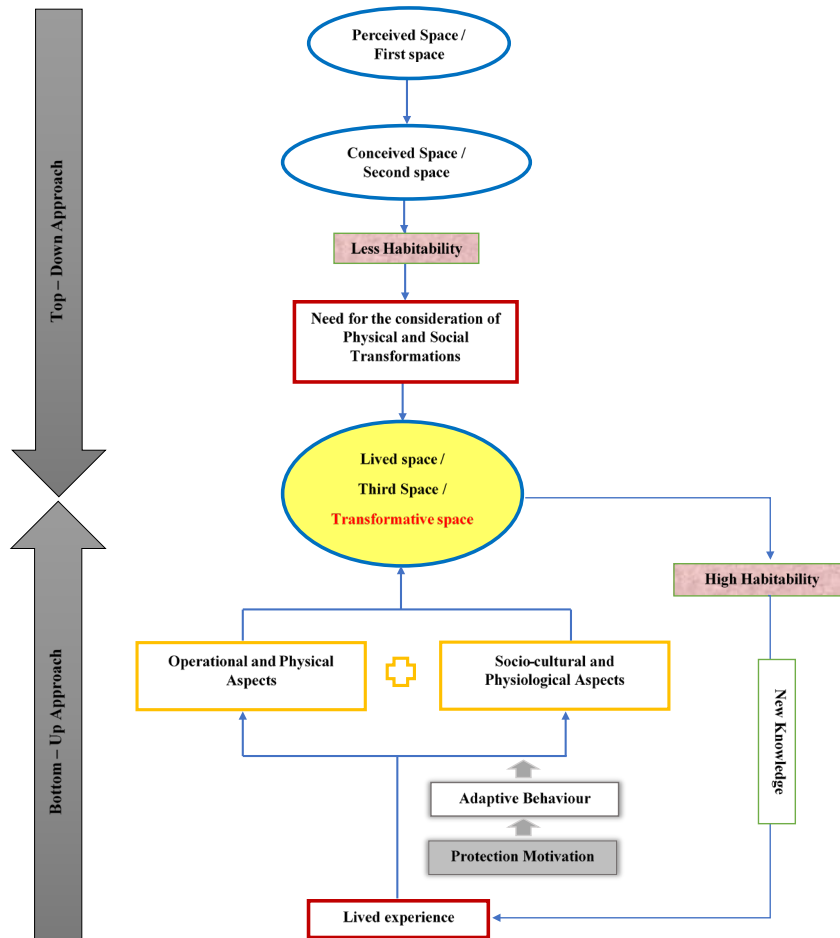 Perceived Space /
First space
Conceived Space /
Second space
Top – Down Approach
Less Habitability
Need for the consideration of
Physical and Social
Transformations
Lived space /
Third Space /
Transformative space
High Habitability
Operational and Physical
Aspects
Socio-cultural and
Physiological Aspects
New Knowledge
Bottom – Up Approach
Adaptive Behaviour
Protection Motivation
Lived experience